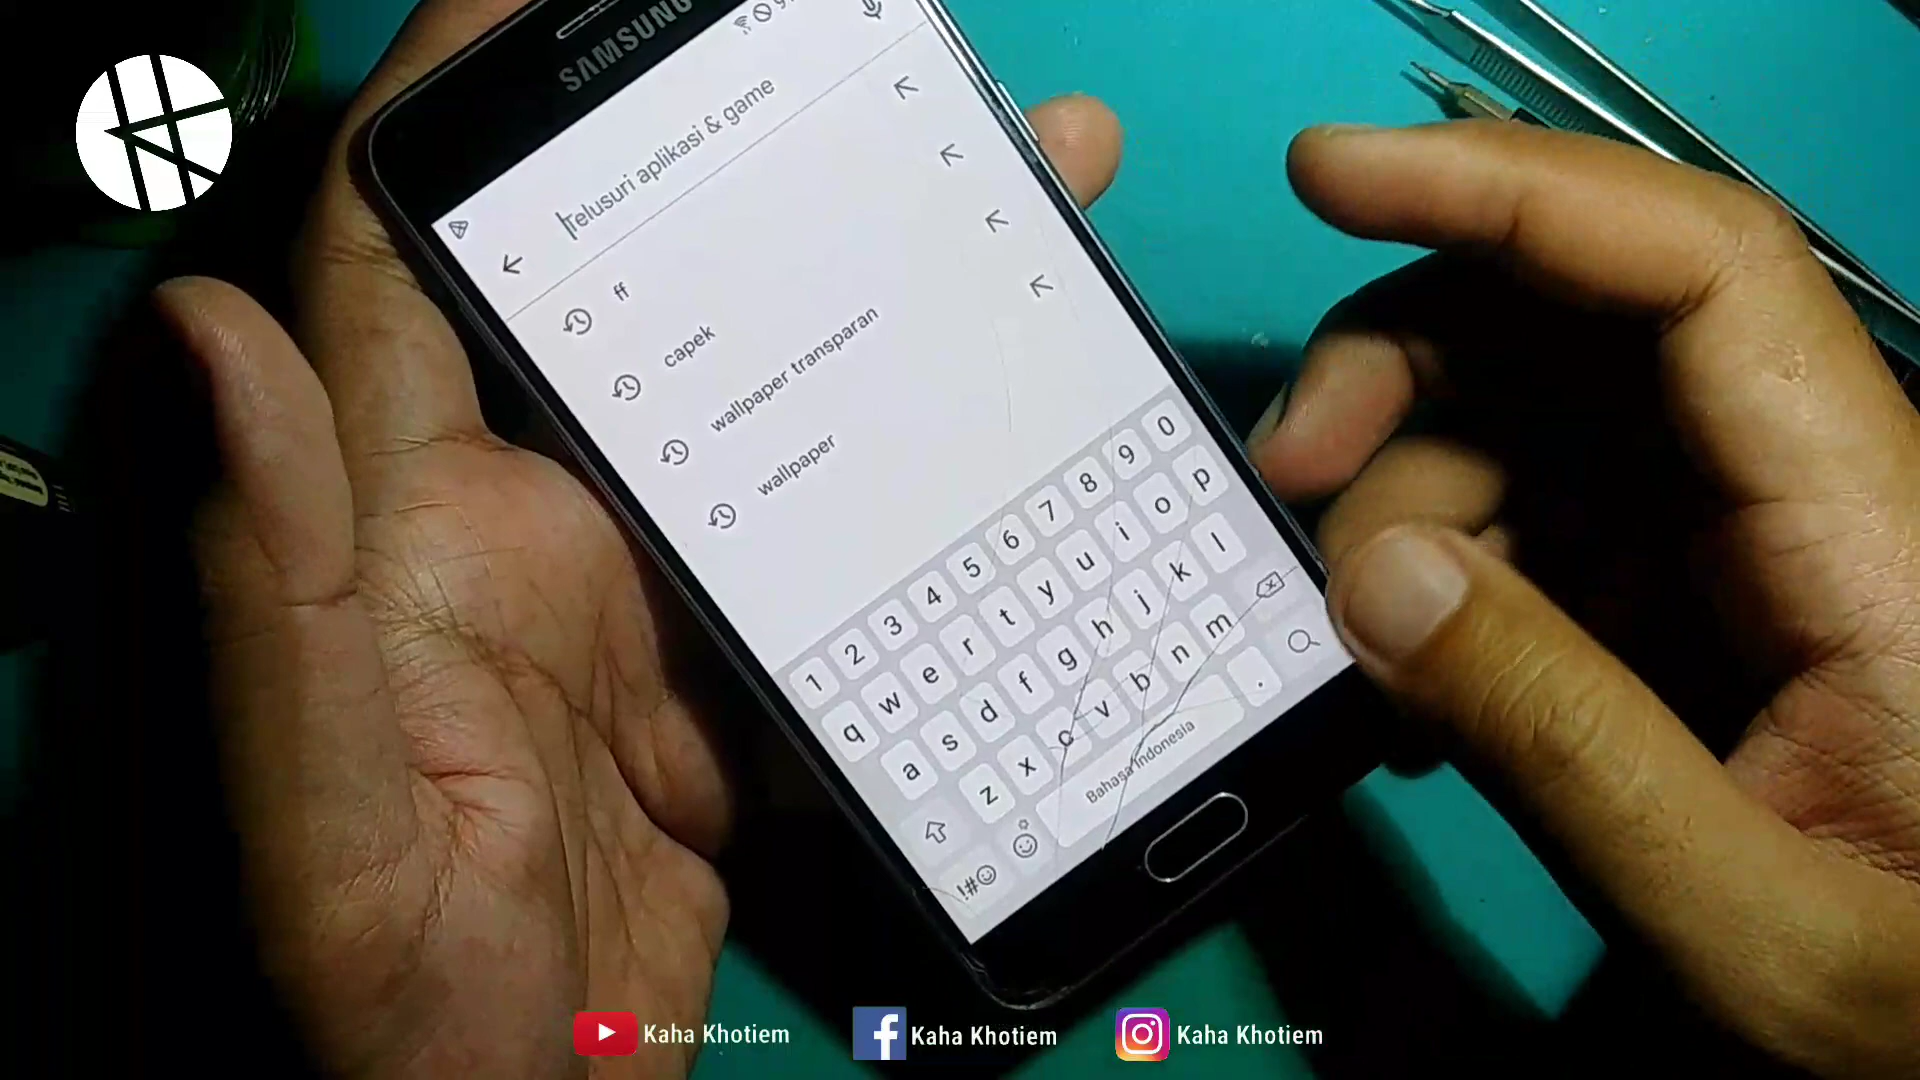 SAMSUNG
Telusuri aplikasi & game
ff
capek
wallpaper transparan
wallpaper
1 2 3 4 5 6 7 8 9 0
q w e r t y u i o p
a s d f g h j k l
z x c v b n m
!#☺ Bahasa Indonesia .
Kaha Khotiem
Kaha Khotiem
Kaha Khotiem